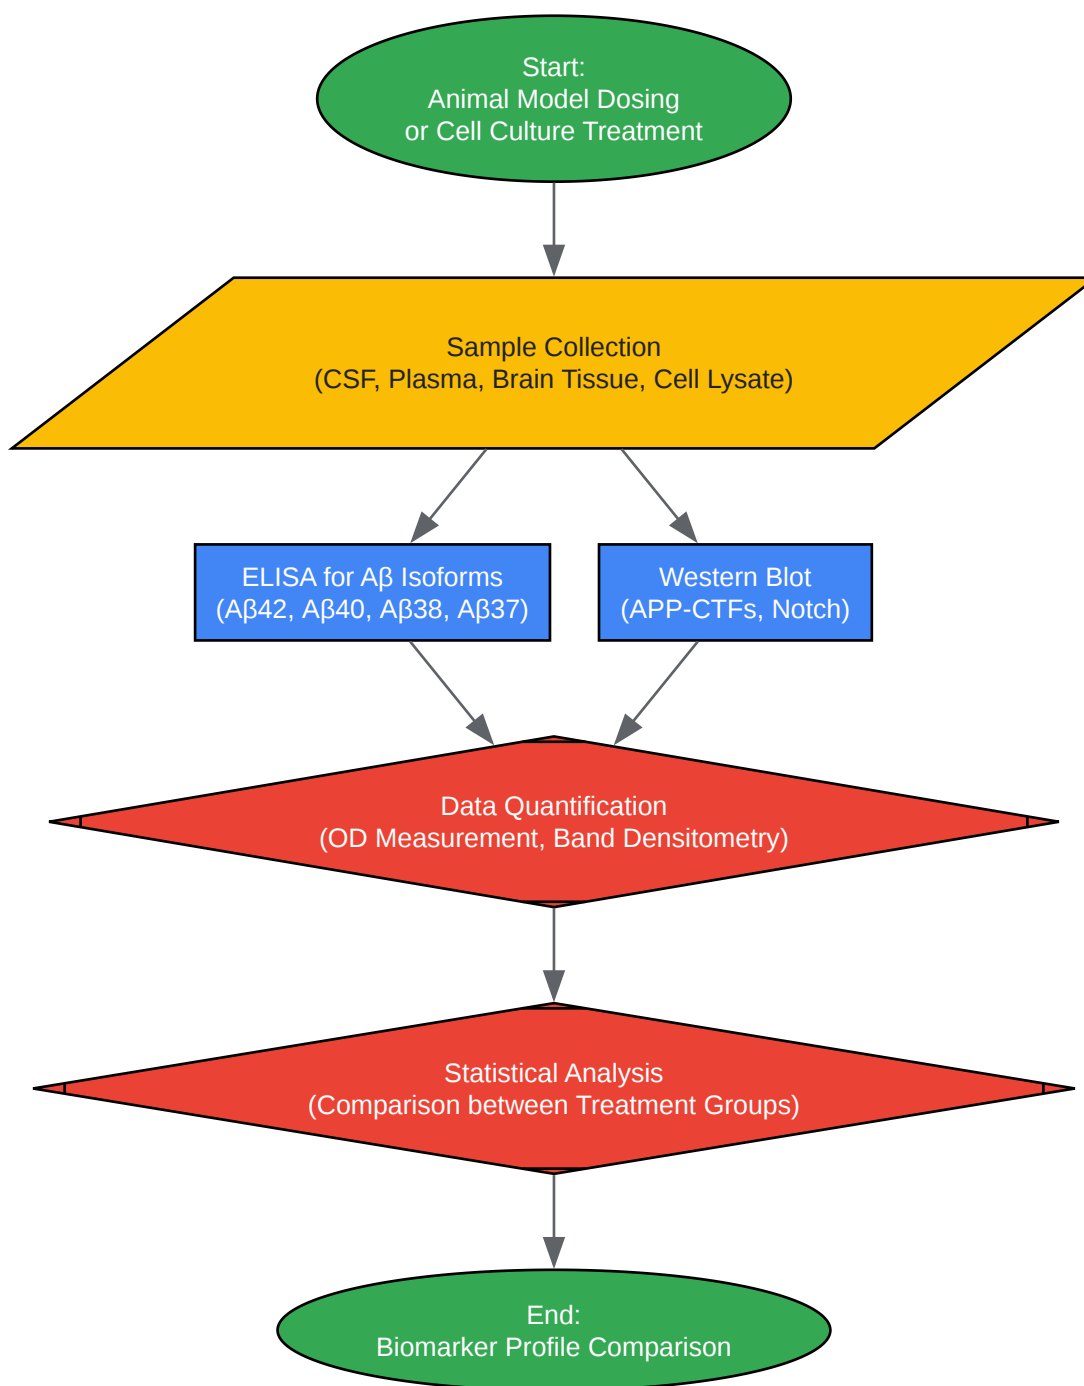 Start:
Animal Model Dosing
or Cell Culture Treatment
Sample Collection
(CSF, Plasma, Brain Tissue, Cell Lysate)
ELISA for Aβ Isoforms
(Aβ42, Aβ40, Aβ38, Aβ37)
Western Blot
(APP-CTFs, Notch)
Data Quantification
(OD Measurement, Band Densitometry)
Statistical Analysis
(Comparison between Treatment Groups)
End:
Biomarker Profile Comparison